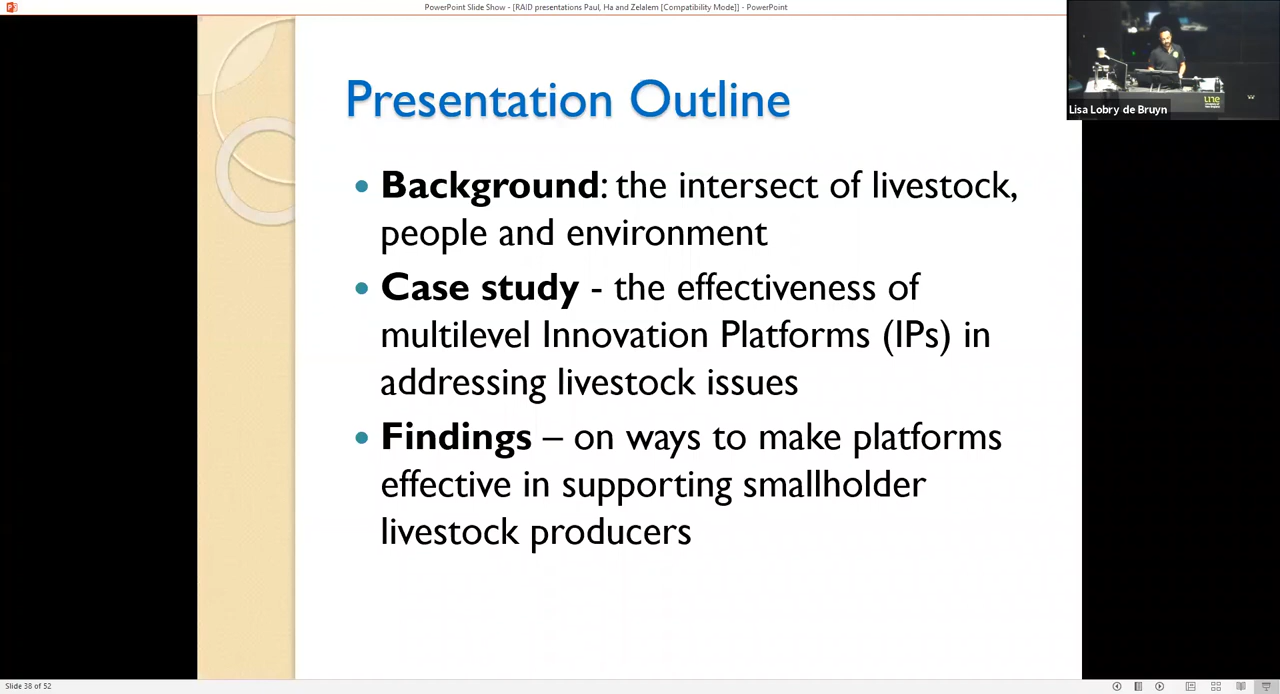 PowerPoint Slide Show - [RAID presentations Paul, Ha and Zelalem [Compatibility Mode]] - PowerPoint
Presentation Outline
• Background: the intersect of livestock,
people and environment
• Case study - the effectiveness of
multilevel Innovation Platforms (IPs) in
addressing livestock issues
• Findings – on ways to make platforms
effective in supporting smallholder
livestock producers
une
Lisa Lobry de Bruyn
Slide 38 of 52